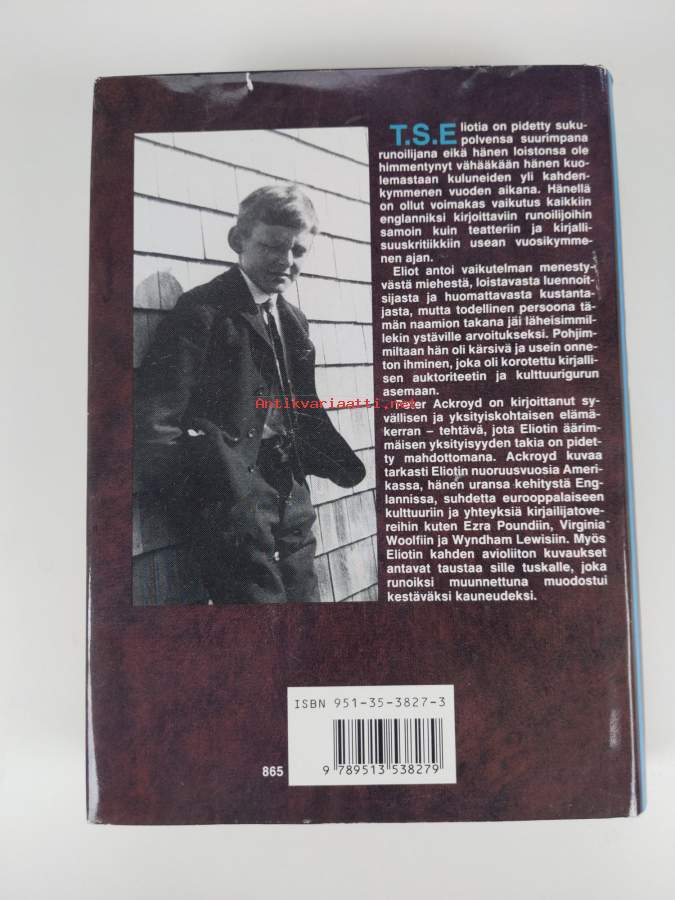 T.S.Eliotia on pidetty suku-
polvensa suurimpana
runoilijana eikä hänen loistonsa ole
himmentynyt vähääkään hänen kuo-
lemastaan kuluneiden yli kahden-
kymmenen vuoden aikana. Hänellä
on ollut voimakas vaikutus kaikkiin
englanniksi kirjoittaviin runoilijoihin
samoin kuin teatteriin ja kirjalli-
suuskritiikkiin usean vuosikymme-
nen ajan.
Eliot antoi vaikutelman menesty-
västä miehestä, loistavasta luennoit-
sijasta ja huomattavasta kustanta-
jasta, mutta todellinen persoona tä-
män naamion takana jäi läheisimmil-
lekin ystäville arvoitukseksi. Pohjim-
miltaan hän oli kärsivä ja usein onne-
ton ihminen, joka oli korotettu kirjalli-
sen auktoriteetin ja kulttuurigurun
asemaan.
Antikvariaatti.net
Peter Ackroyd on kirjoittanut sy-
vällisen ja yksityiskohtaisen elämä-
kerran – tehtävä, jota Eliotin äärim-
mäisen yksityisyyden takia on pidet-
ty mahdottomana. Ackroyd kuvaa
tarkasti Eliotin nuoruusvuosia Ameri-
kassa, hänen uransa kehitystä Eng-
lannissa, suhdetta eurooppalaiseen
kulttuuriin ja yhteyksiä kirjailijatove-
reihin kuten Ezra Poundiin, Virginia
Woolfiin ja Wyndham Lewisiin. Myös
Eliotin kahden avioliiton kuvaukset
antavat taustaa sille tuskalle, joka
runoiksi muunnettuna muodostui
kestäväksi kauneudeksi.
ISBN 951-35-3827-3
865
9 789513 538279